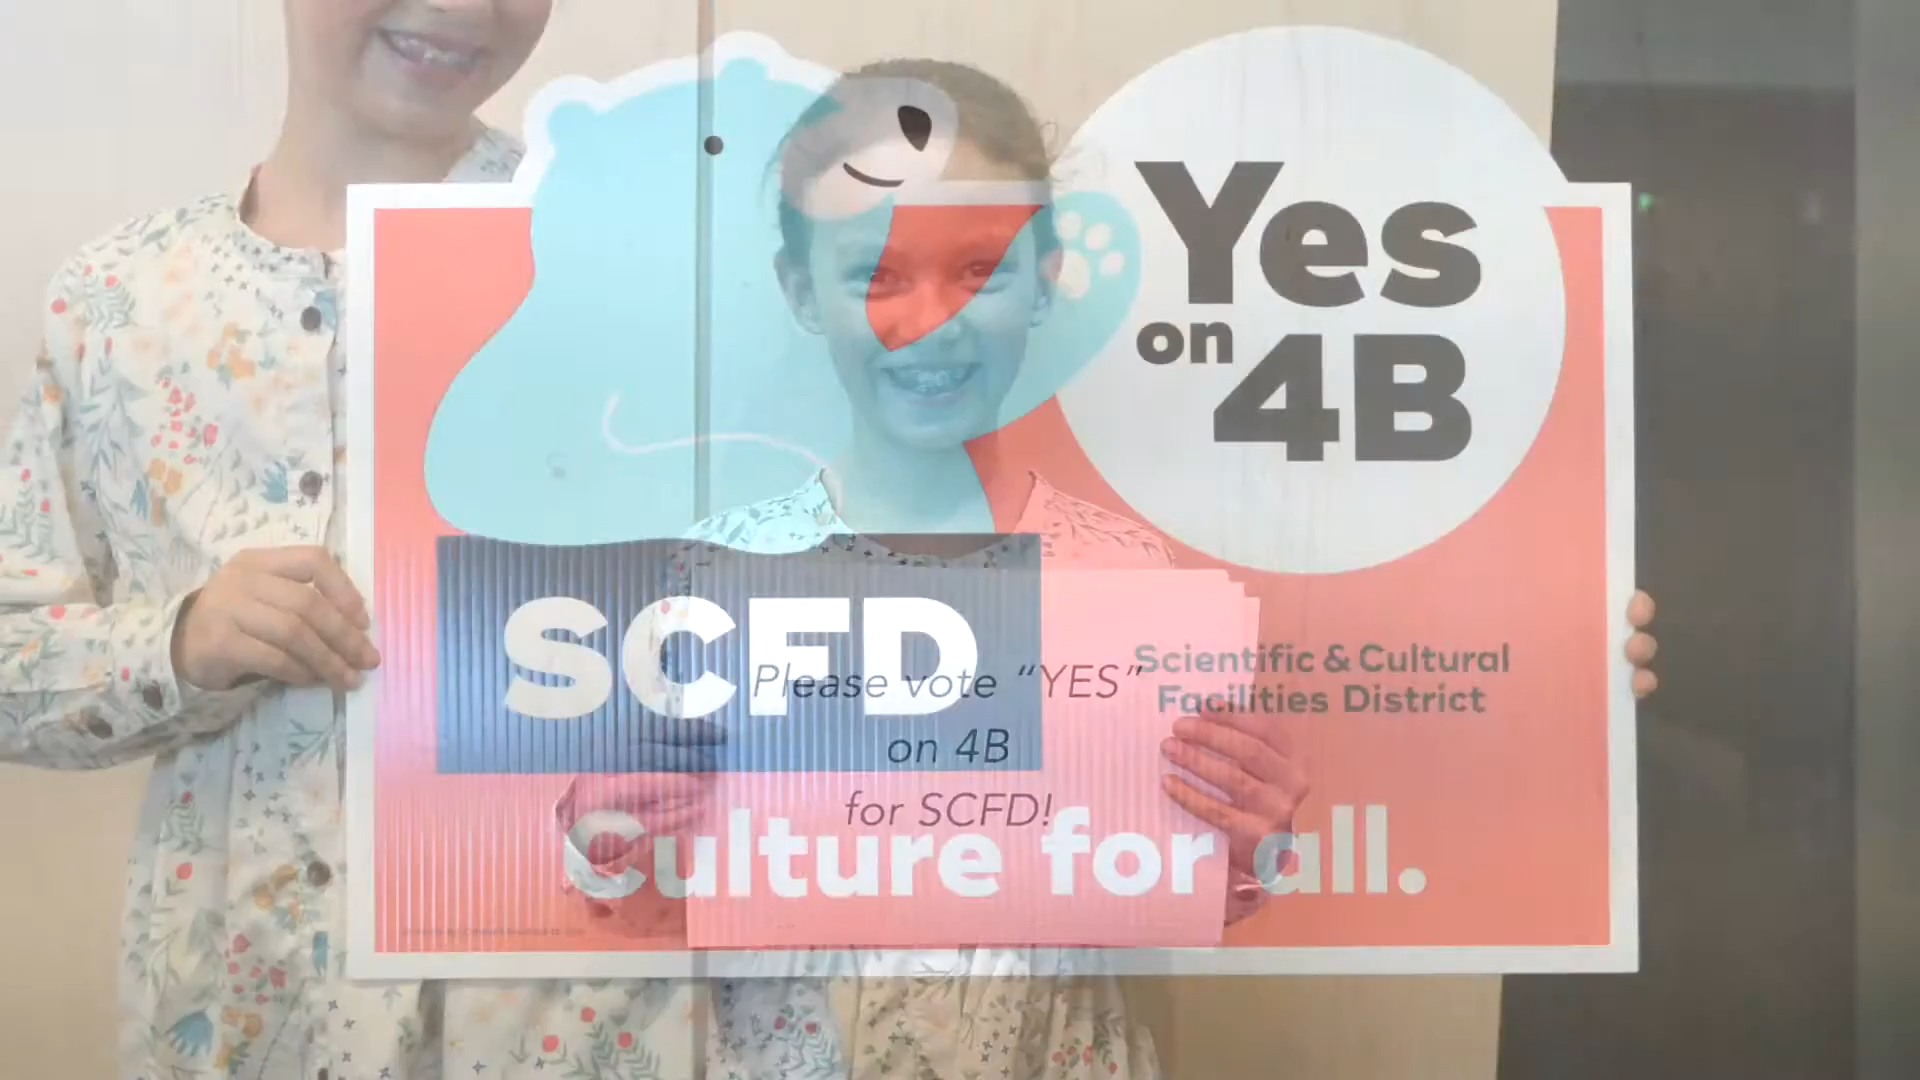 Yes
on
4B
SCFD
Scientific & Cultural
Facilities District
Please vote “YES”
on 4B
for SCFD!
Culture for all.